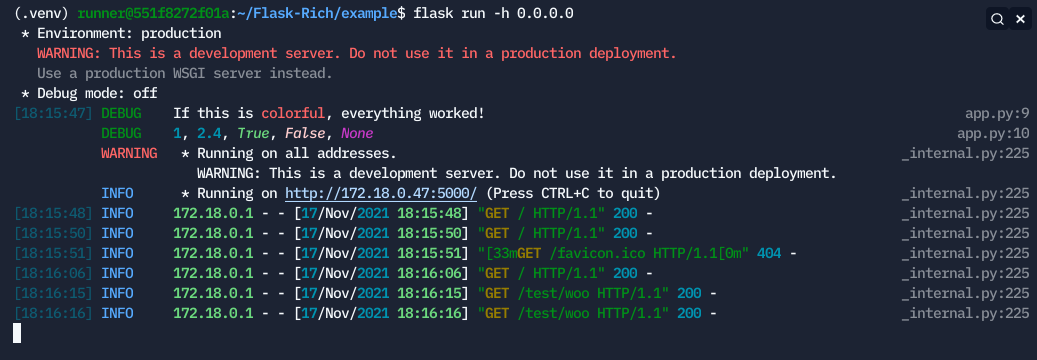 (.venv) runner@551f8272f01a:~/Flask-Rich/example$ flask run -h 0.0.0.0
* Environment: production
WARNING: This is a development server. Do not use it in a production deployment.
Use a production WSGI server instead.
* Debug mode: off
[18:15:47] DEBUG If this is colorful, everything worked! app.py:9
DEBUG 1, 2.4, True, False, None app.py:10
WARNING * Running on all addresses. _internal.py:225
WARNING: This is a development server. Do not use it in a production deployment.
INFO * Running on http://172.18.0.47:5000/ (Press CTRL+C to quit) _internal.py:225
[18:15:48] INFO 172.18.0.1 - - [17/Nov/2021 18:15:48] "GET / HTTP/1.1" 200 - _internal.py:225
[18:15:50] INFO 172.18.0.1 - - [17/Nov/2021 18:15:50] "GET / HTTP/1.1" 200 - _internal.py:225
[18:15:51] INFO 172.18.0.1 - - [17/Nov/2021 18:15:51] "[33mGET /favicon.ico HTTP/1.1[0m" 404 - _internal.py:225
[18:16:06] INFO 172.18.0.1 - - [17/Nov/2021 18:16:06] "GET / HTTP/1.1" 200 - _internal.py:225
[18:16:15] INFO 172.18.0.1 - - [17/Nov/2021 18:16:15] "GET /test/woo HTTP/1.1" 200 - _internal.py:225
[18:16:16] INFO 172.18.0.1 - - [17/Nov/2021 18:16:16] "GET /test/woo HTTP/1.1" 200 - _internal.py:225